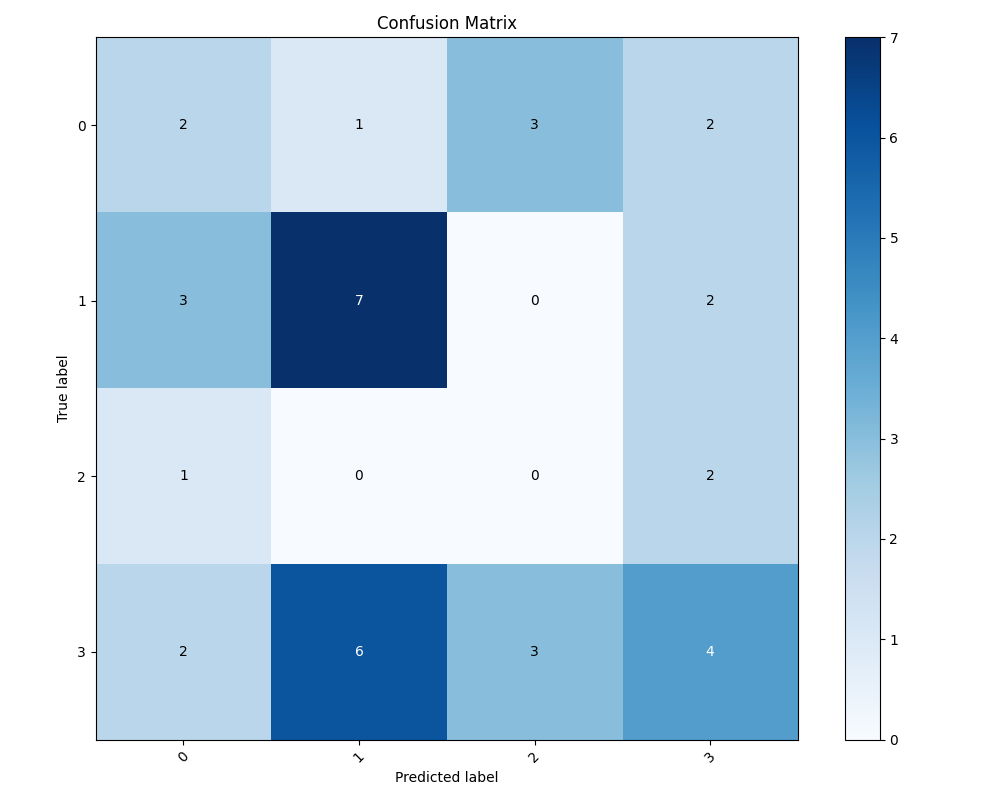 Confusion Matrix
0 2 1 3 2
1 3 7 0 2
2 1 0 0 2
3 2 6 3 4
0 1 2 3
True label
Predicted label
7
6
5
4
3
2
1
0